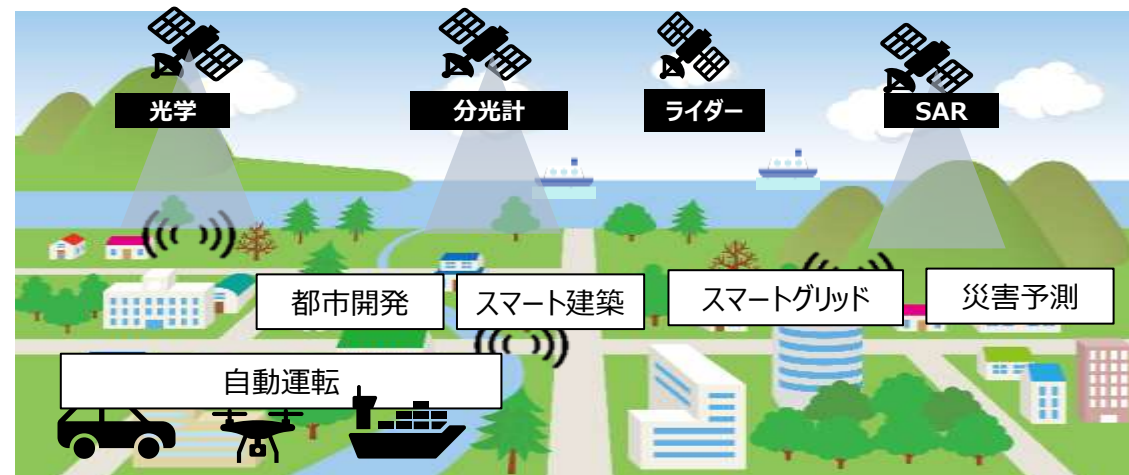 光学
分光計
ライダー
SAR
都市開発
スマート建築
スマートグリッド
災害予測
自動運転